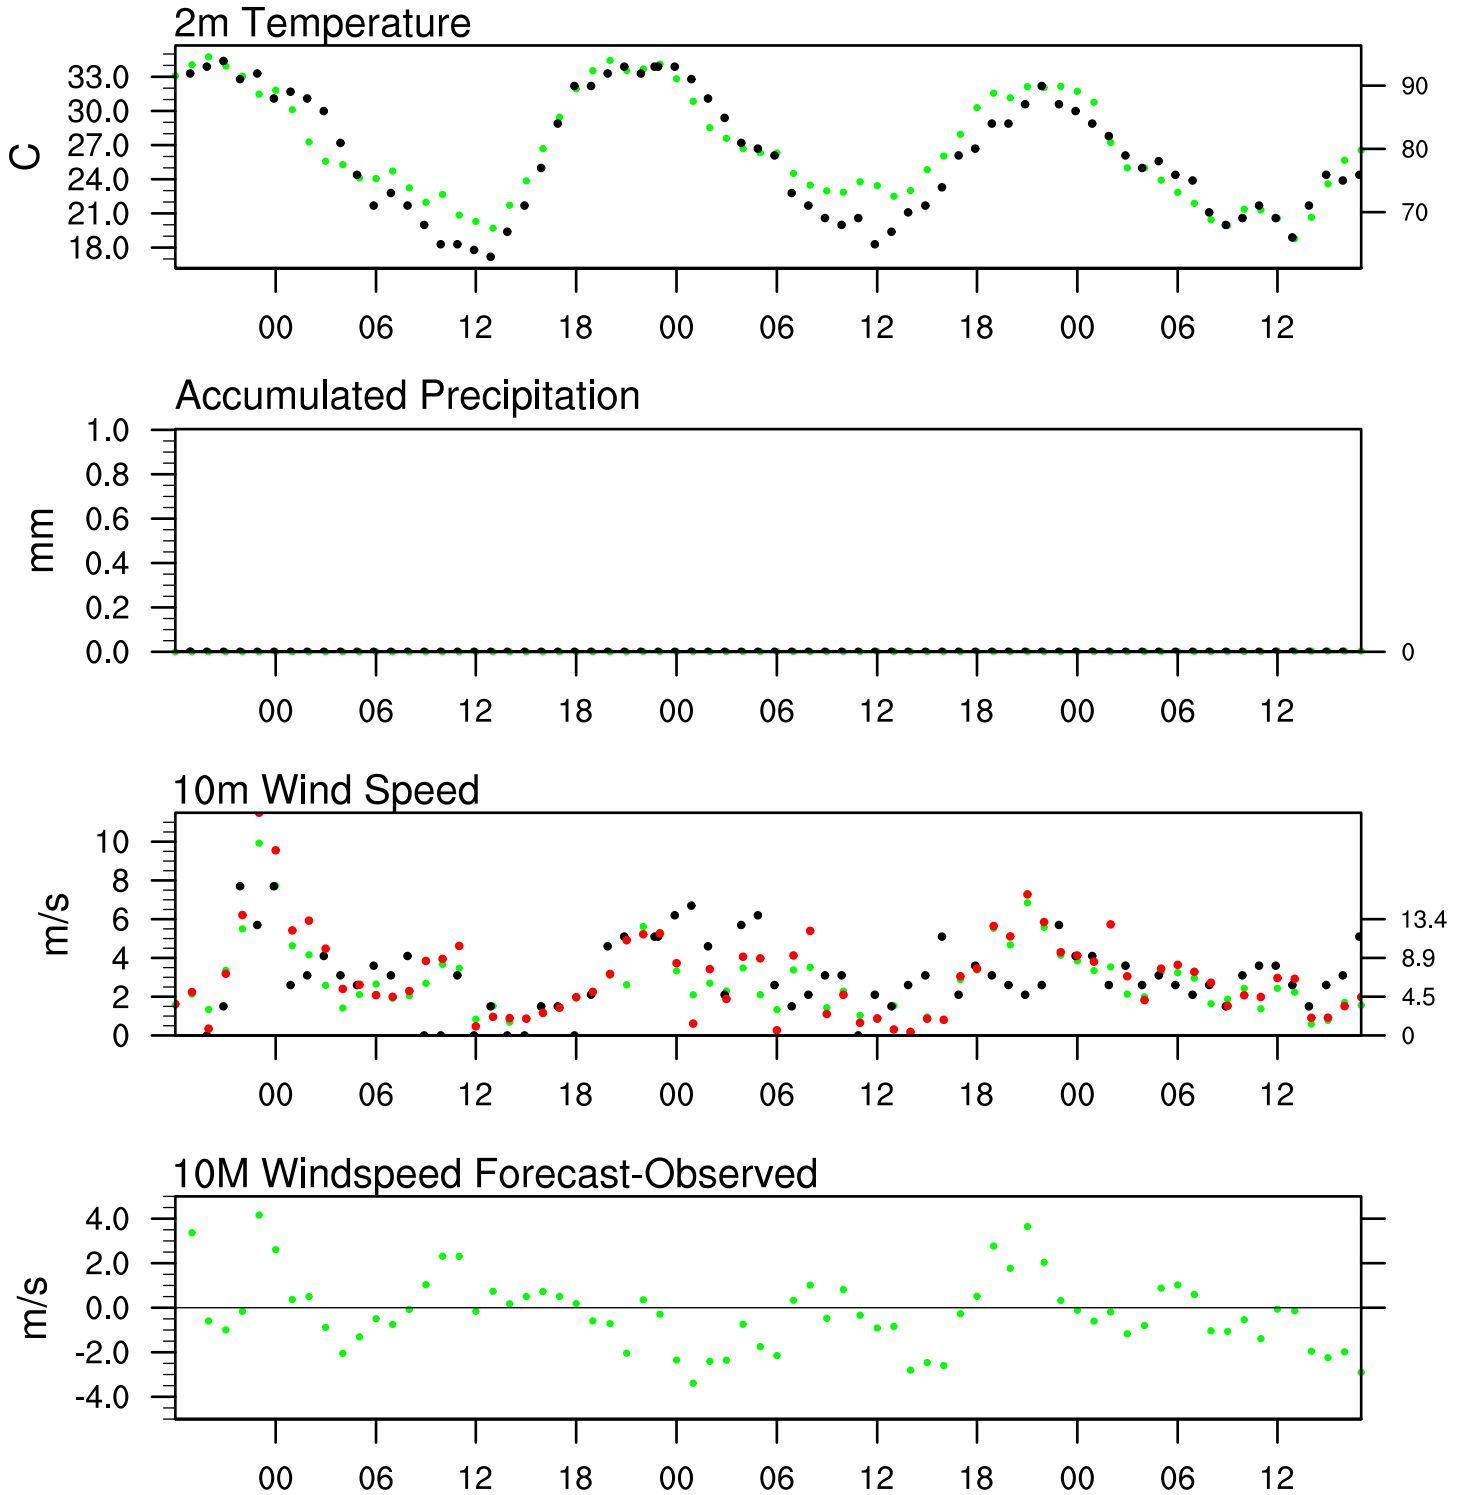 2m Temperature
33.0
30.0
27.0
24.0
21.0
18.0
C
90
80
70
00 06 12 18 00 06 12 18 00 06 12
Accumulated Precipitation
1.0
0.8
0.6
0.4
0.2
0.0
mm
0
00 06 12 18 00 06 12 18 00 06 12
10m Wind Speed
10
8
6
4
2
0
m/s
13.4
8.9
4.5
0
00 06 12 18 00 06 12 18 00 06 12
10M Windspeed Forecast-Observed
4.0
2.0
0.0
-2.0
-4.0
m/s
00 06 12 18 00 06 12 18 00 06 12